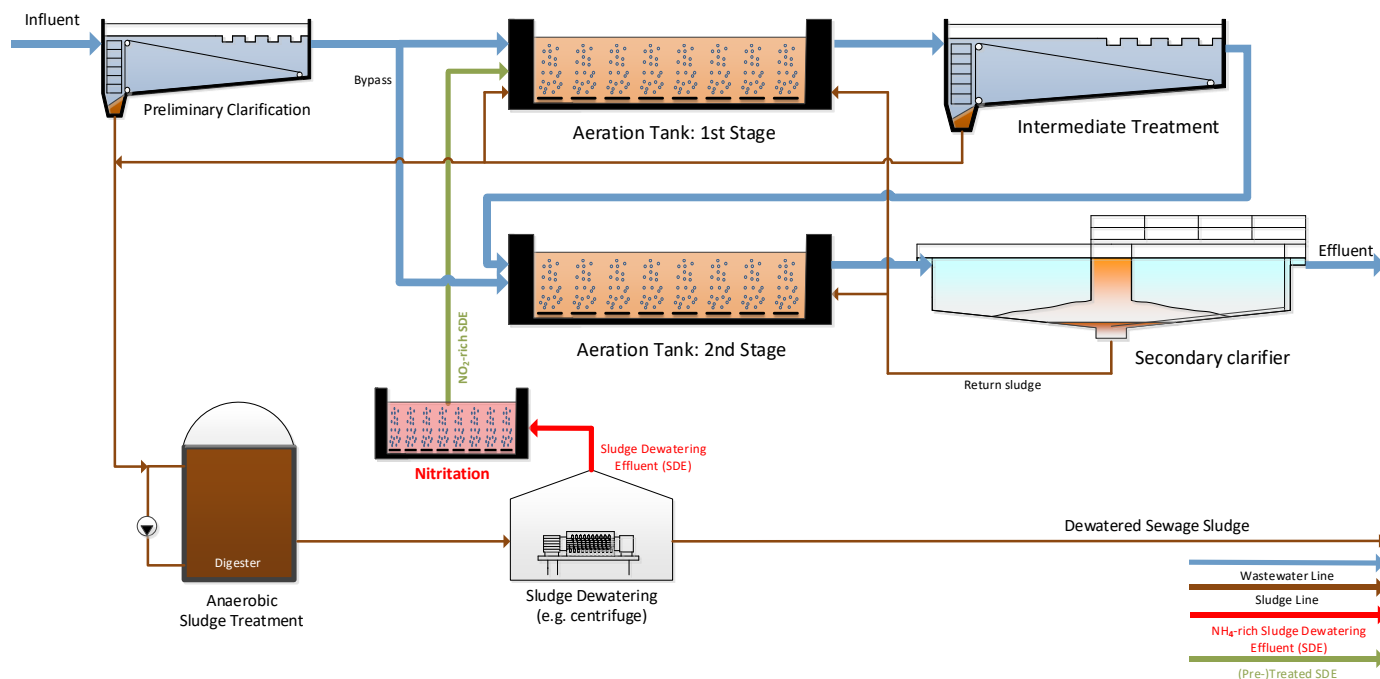 Influent
Bypass
Preliminary Clarification
Aeration Tank: 1st Stage
Intermediate Treatment
Effluent
NO₂-rich SDE
Aeration Tank: 2nd Stage
Secondary clarifier
Return sludge
Nitritation
Sludge Dewatering
Effluent (SDE)
Dewatered Sewage Sludge
Digester
Anaerobic
Sludge Treatment
Sludge Dewatering
(e.g. centrifuge)
Wastewater Line
Sludge Line
NH₄-rich Sludge Dewatering
Effluent (SDE)
(Pre-)Treated SDE